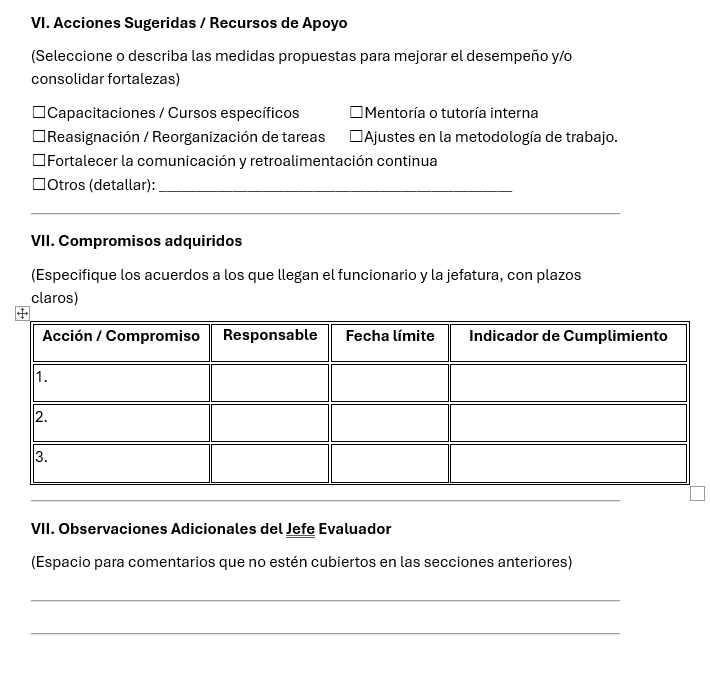 VI. Acciones Sugeridas / Recursos de Apoyo
(Seleccione o describa las medidas propuestas para mejorar el desempeño y/o
consolidar fortalezas)
☐Capacitaciones / Cursos específicos ☐Mentoría o tutoría interna
☐Reasignación / Reorganización de tareas ☐Ajustes en la metodología de trabajo.
☐Fortalecer la comunicación y retroalimentación continua
☐Otros (detallar): ___________________________________________
VII. Compromisos adquiridos
(Especifique los acuerdos a los que llegan el funcionario y la jefatura, con plazos
claros)
Acción / Compromiso Responsable Fecha límite Indicador de Cumplimiento
1.
2.
3.
VII. Observaciones Adicionales del Jefe Evaluador
(Espacio para comentarios que no estén cubiertos en las secciones anteriores)